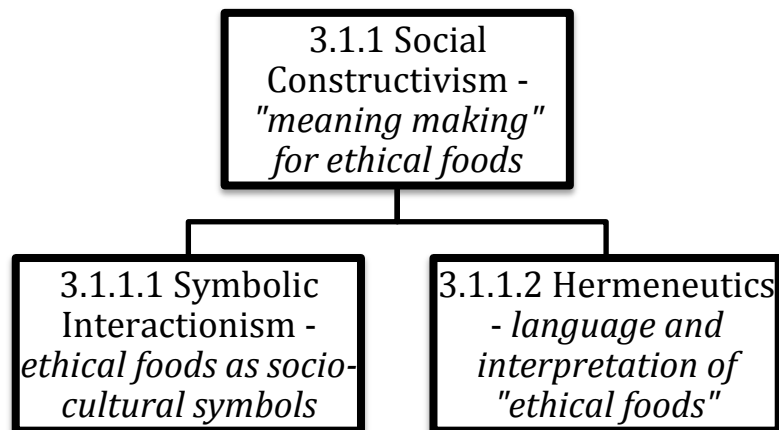 3.1.1 Social
Constructivism -
"meaning making"
for ethical foods
3.1.1.1 Symbolic
Interactionism -
ethical foods as socio-
cultural symbols
3.1.1.2 Hermeneutics
- language and
interpretation of
"ethical foods"